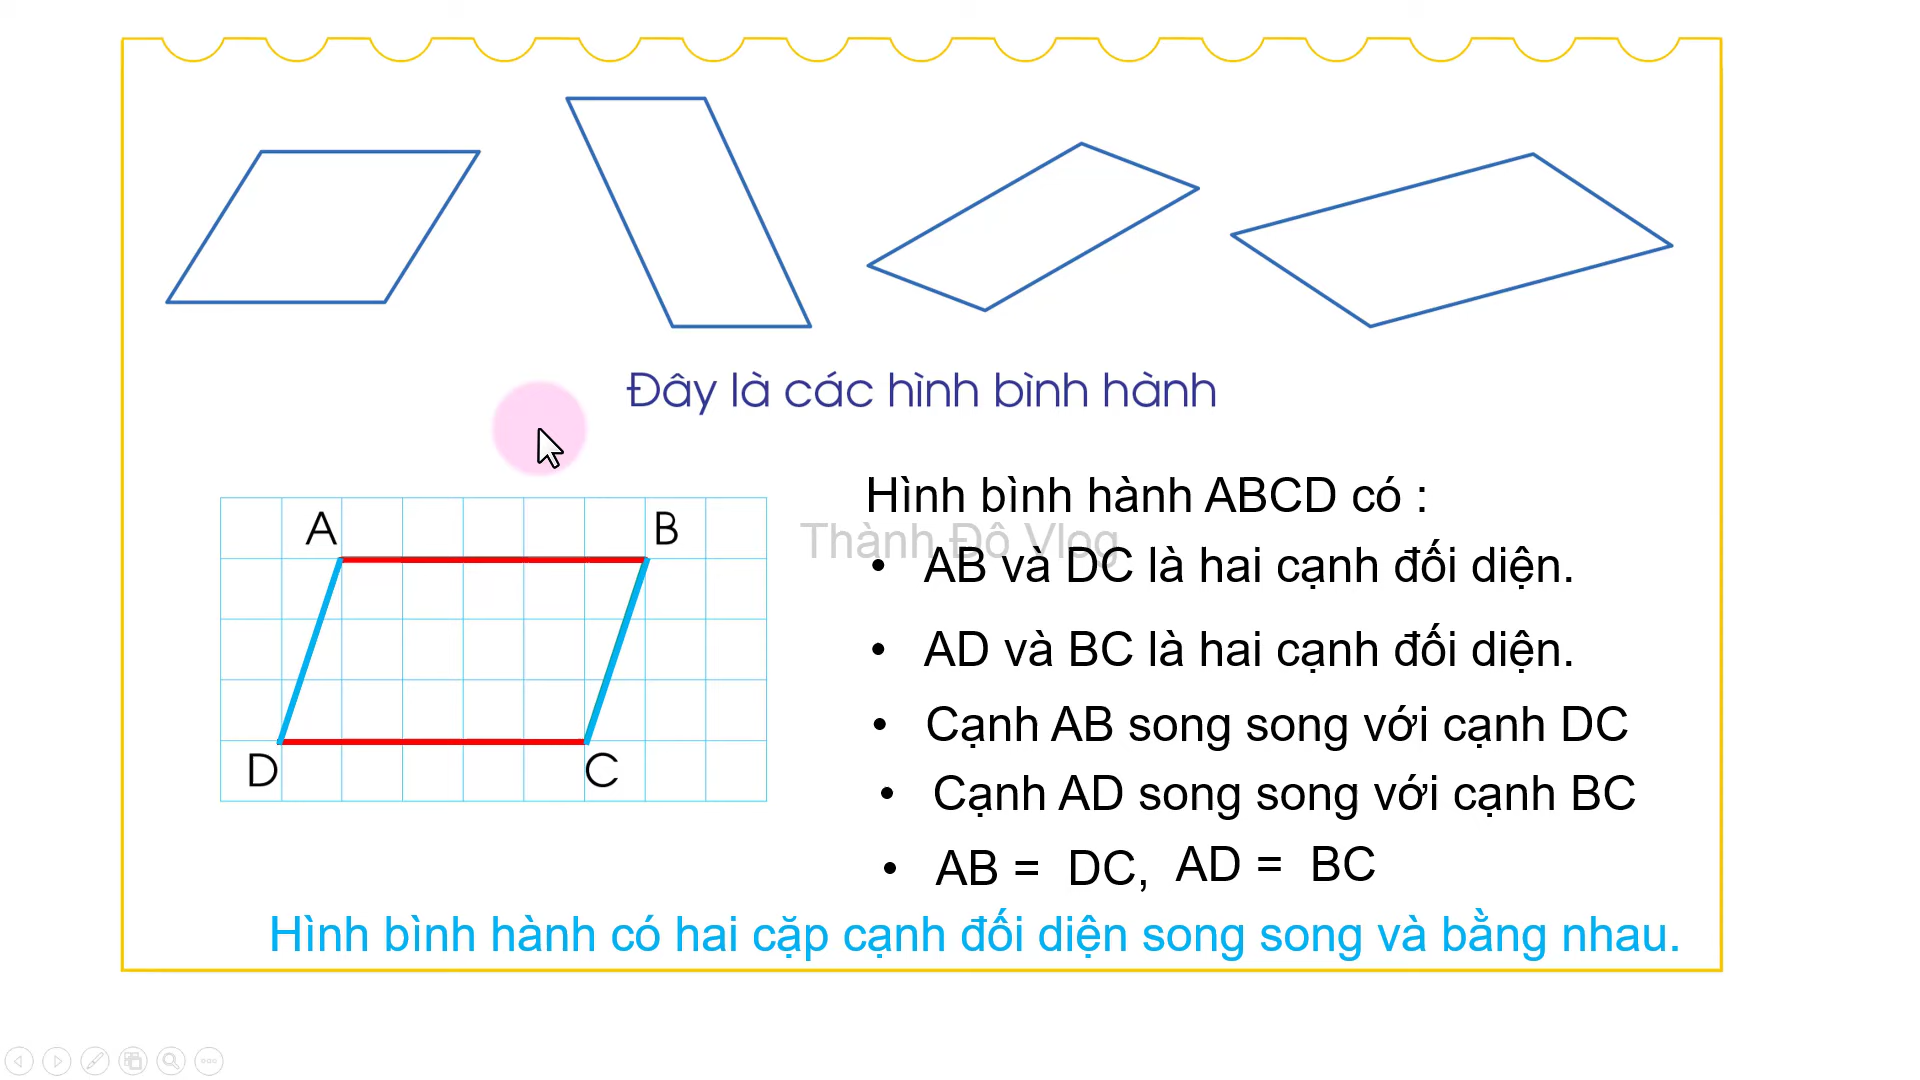 Đây là các hình bình hành
A
B
D
C
Hình bình hành ABCD có :
Thành Đô Vlog
• AB và DC là hai cạnh đối diện.
• AD và BC là hai cạnh đối diện.
• Cạnh AB song song với cạnh DC
• Cạnh AD song song với cạnh BC
• AB = DC, AD = BC
Hình bình hành có hai cặp cạnh đối diện song song và bằng nhau.